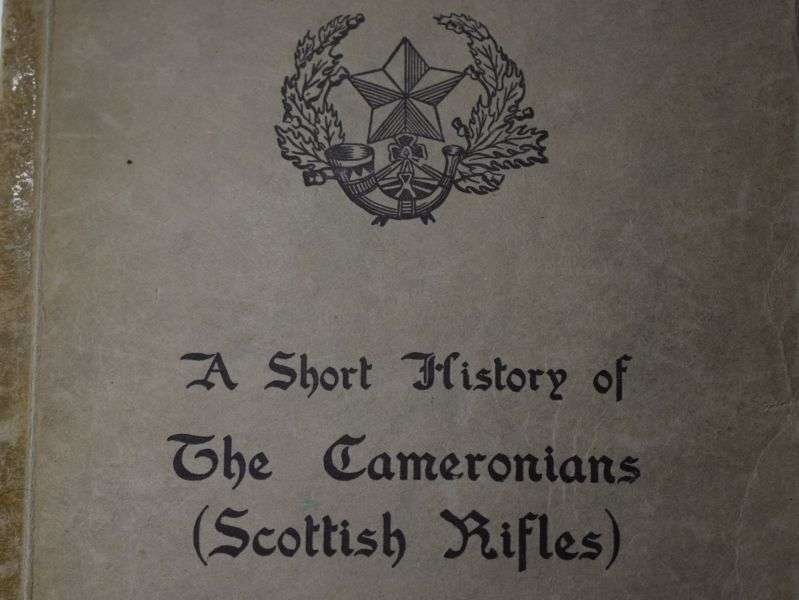 A Short History of
The Cameronians
(Scottish Rifles)